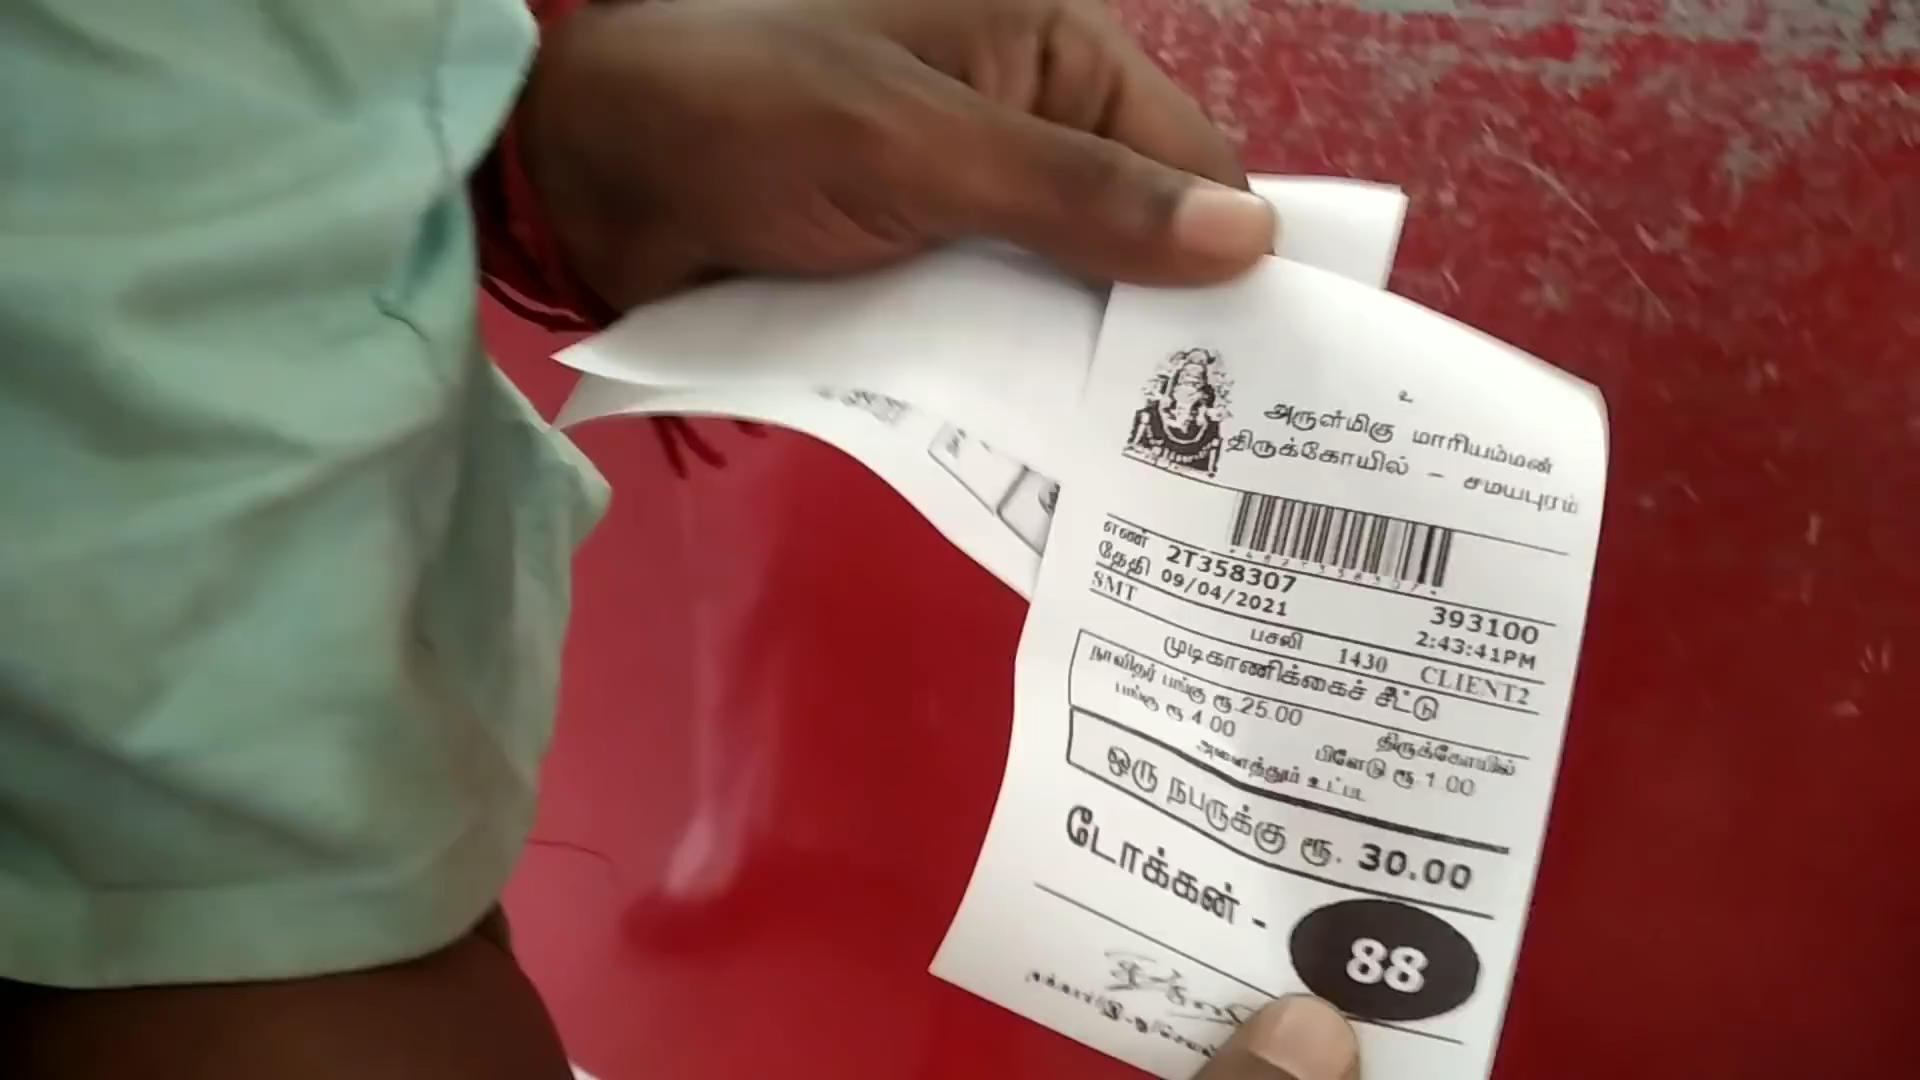 உ
அருள்மிகு மாரியம்மன்
திருக்கோயில் - சமயபுரம்
எண் 2T358307 393100
தேதி 09/04/2021 2:43:41PM
SMT பசலி 1430 CLIENT2
முடிகாணிக்கைச் சீட்டு
நாவிதர் பங்கு ரூ.25.00 திருக்கோயில்
பங்கு ரூ 4.00 பிளேடு ரூ 1.00
அனைத்தும் உட்பட
ஒரு நபருக்கு ரூ. 30.00
டோக்கன் - 88